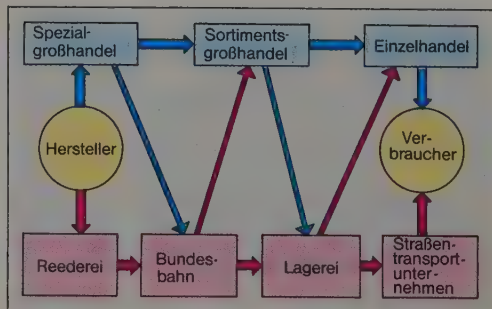 Spezial-
großhandel
Sortiments-
großhandel
Einzelhandel
Hersteller
Ver-
braucher
Reederei
Bundes-
bahn
Lagerei
Straßen-
transport-
unter-
nehmen